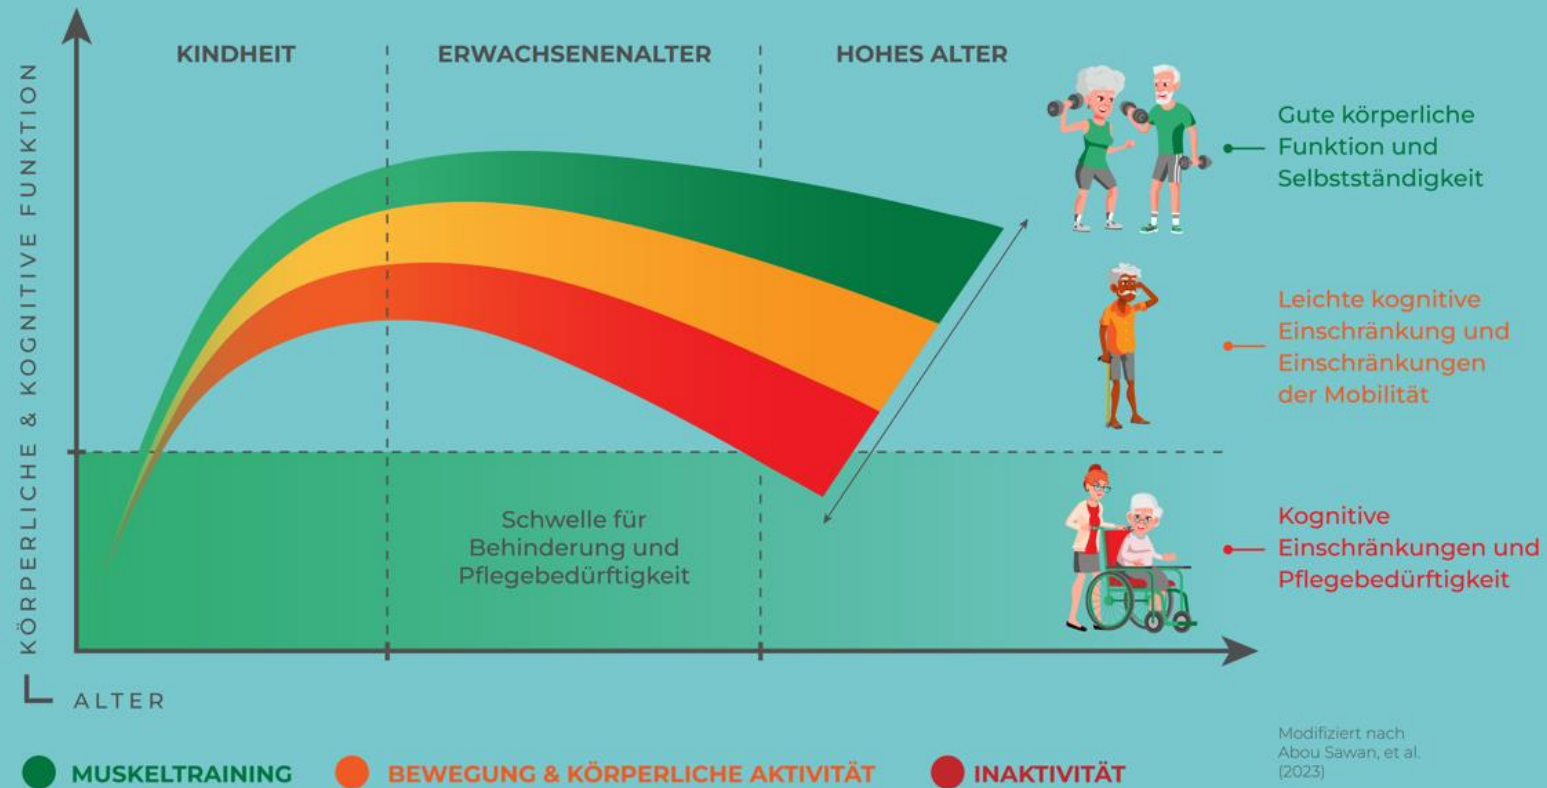 KINDHEIT
ERWACHSENENALTER
HOHES ALTER
KÖRPERLICHE & KOGNITIVE FUNKTION
Gute körperliche
Funktion und
Selbstständigkeit
Leichte kognitive
Einschränkung und
Einschränkungen
der Mobilität
Schwelle für
Behinderung und
Pflegebedürftigkeit
Kognitive
Einschränkungen und
Pflegebedürftigkeit
ALTER
Modifiziert nach
Abou Sawan, et al.
(2023)
MUSKELTRAINING
BEWEGUNG & KÖRPERLICHE AKTIVITÄT
INAKTIVITÄT